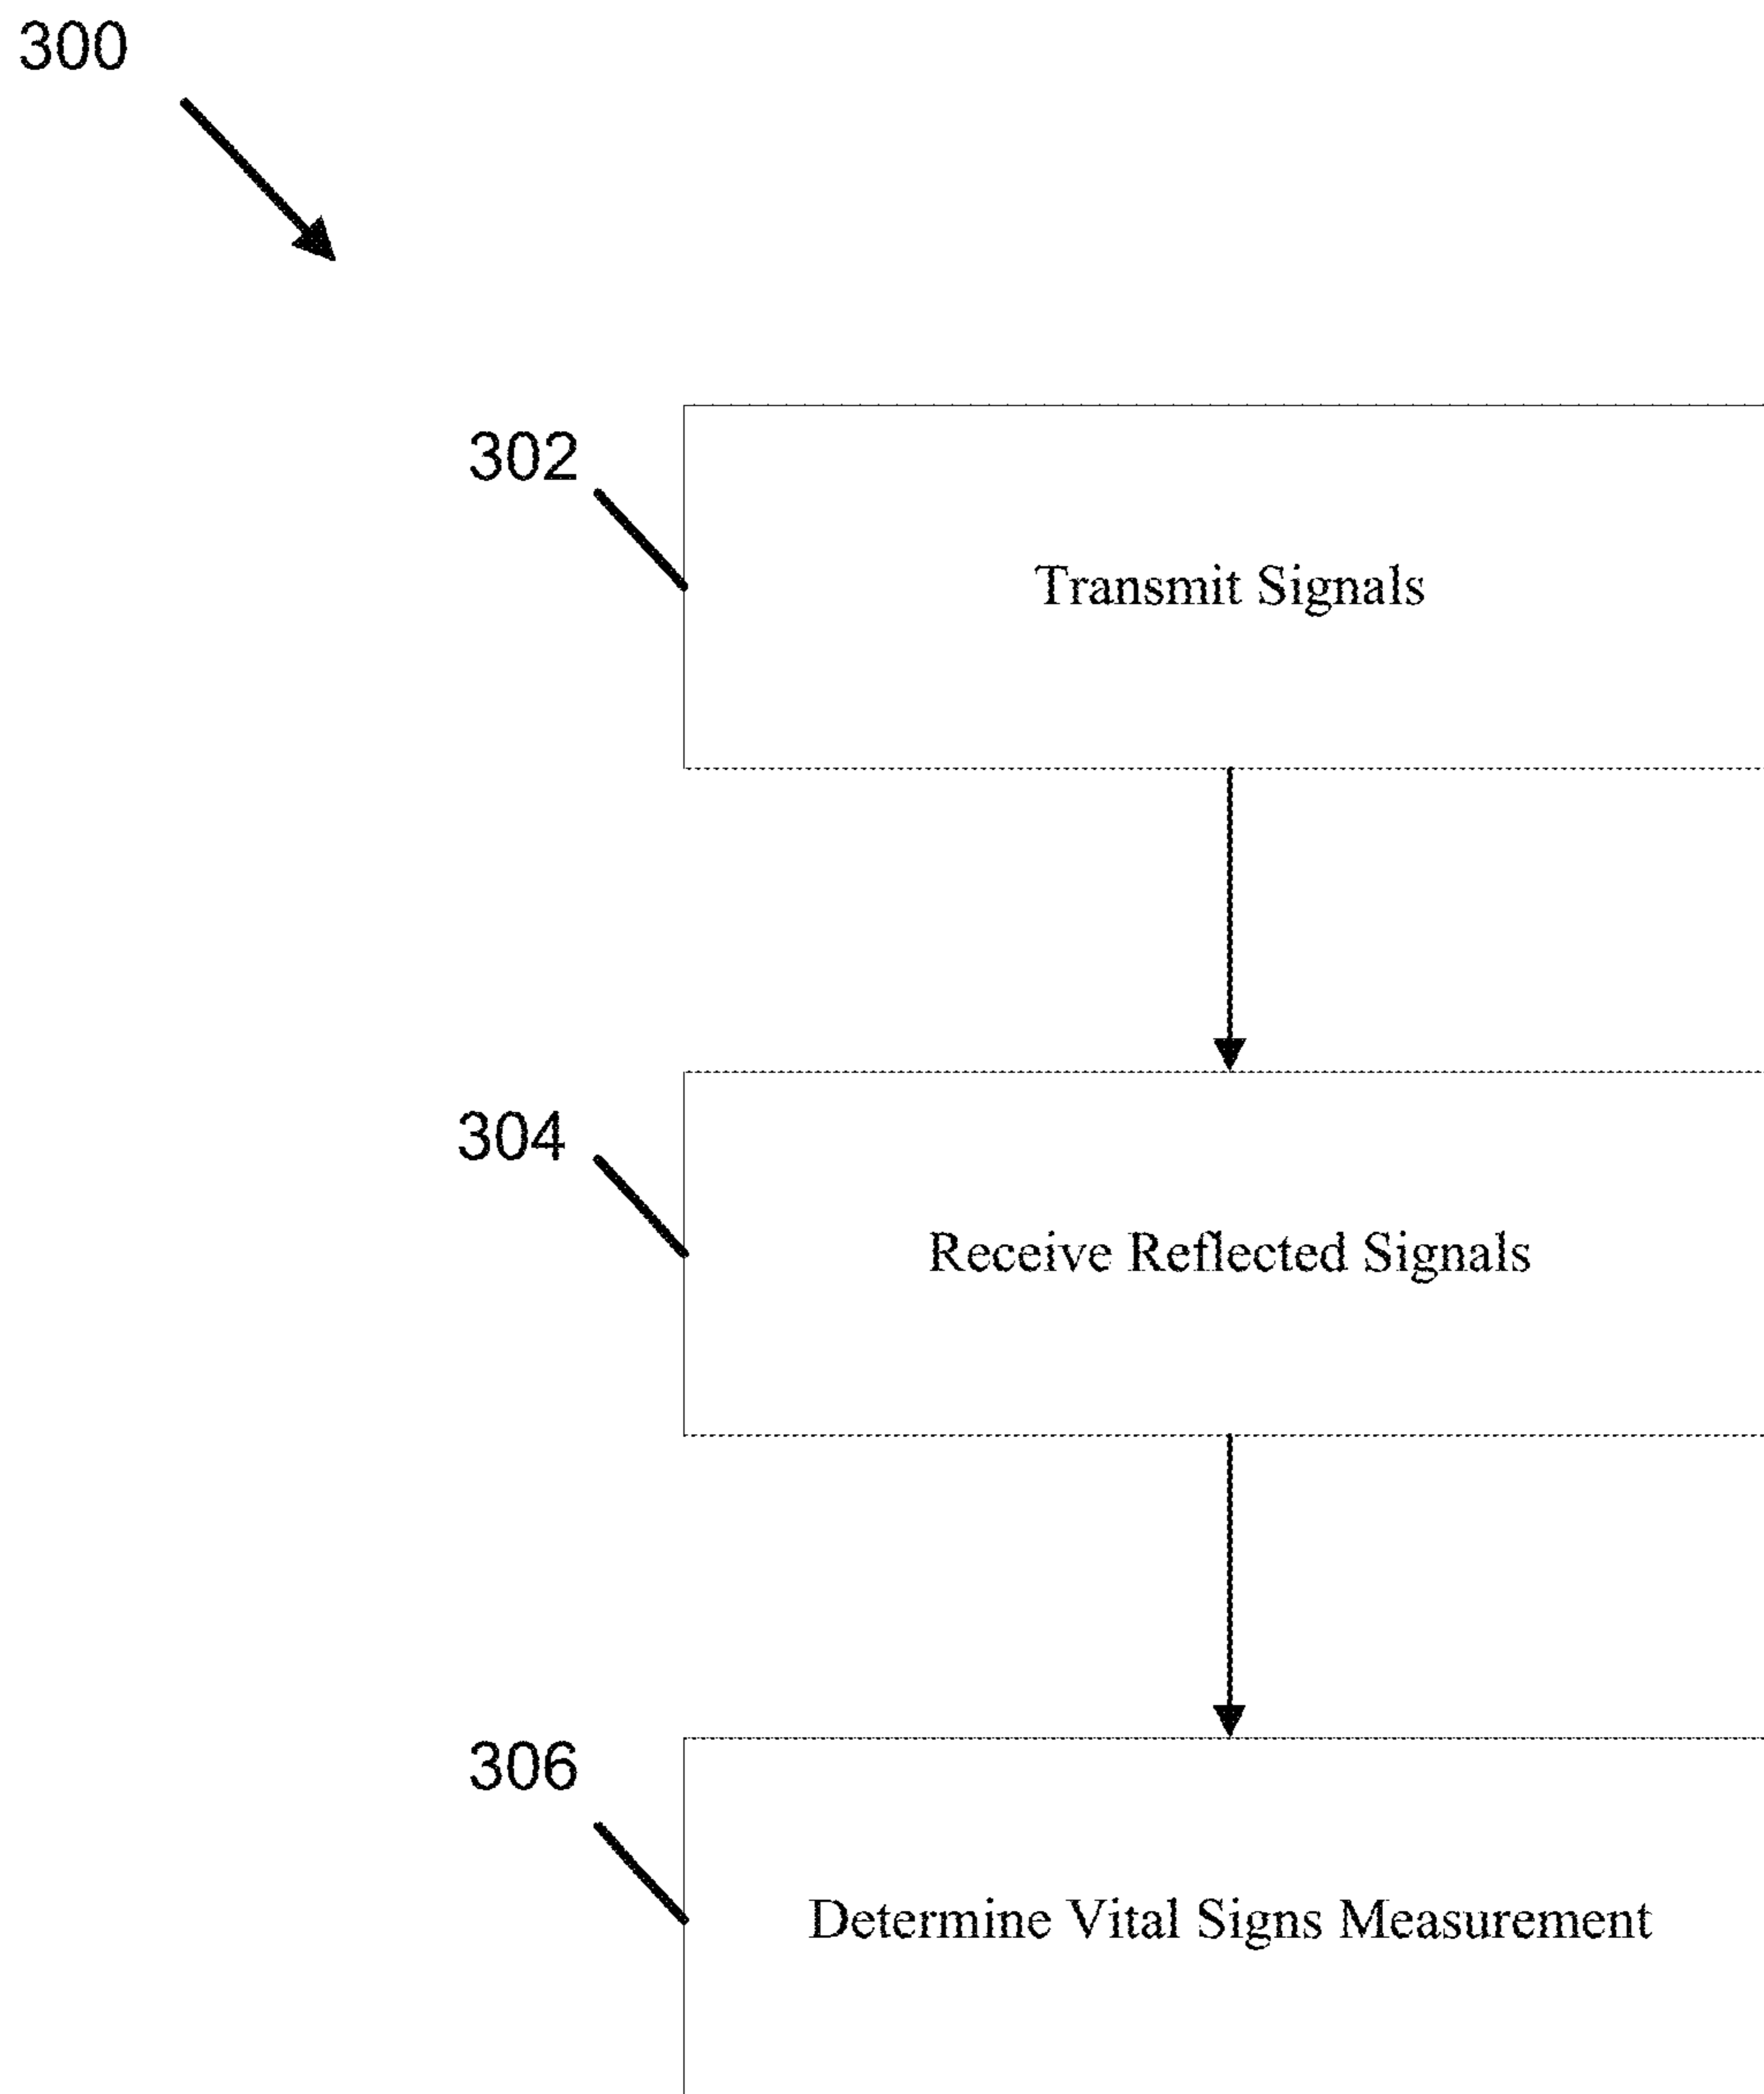 300
302
Transmit Signals
304
Receive Reflected Signals
306
Determine Vital Signs Measurement